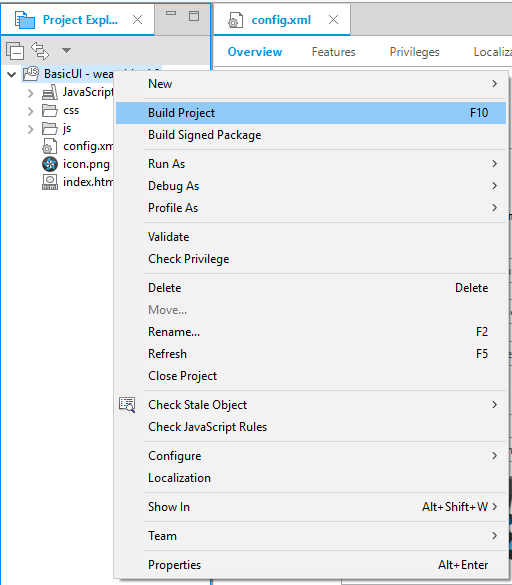 Project Expl...
config.xml
Overview Features Privileges Localiz
BasicUI -
JavaScript
css
js
config.xm
icon.png
index.htm
New
Build Project F10
Build Signed Package
Run As
Debug As
Profile As
Validate
Check Privilege
Delete Delete
Move...
Rename... F2
Refresh F5
Close Project
Check Stale Object
Check JavaScript Rules
Configure
Localization
Show In Alt+Shift+W
Team
Properties Alt+Enter